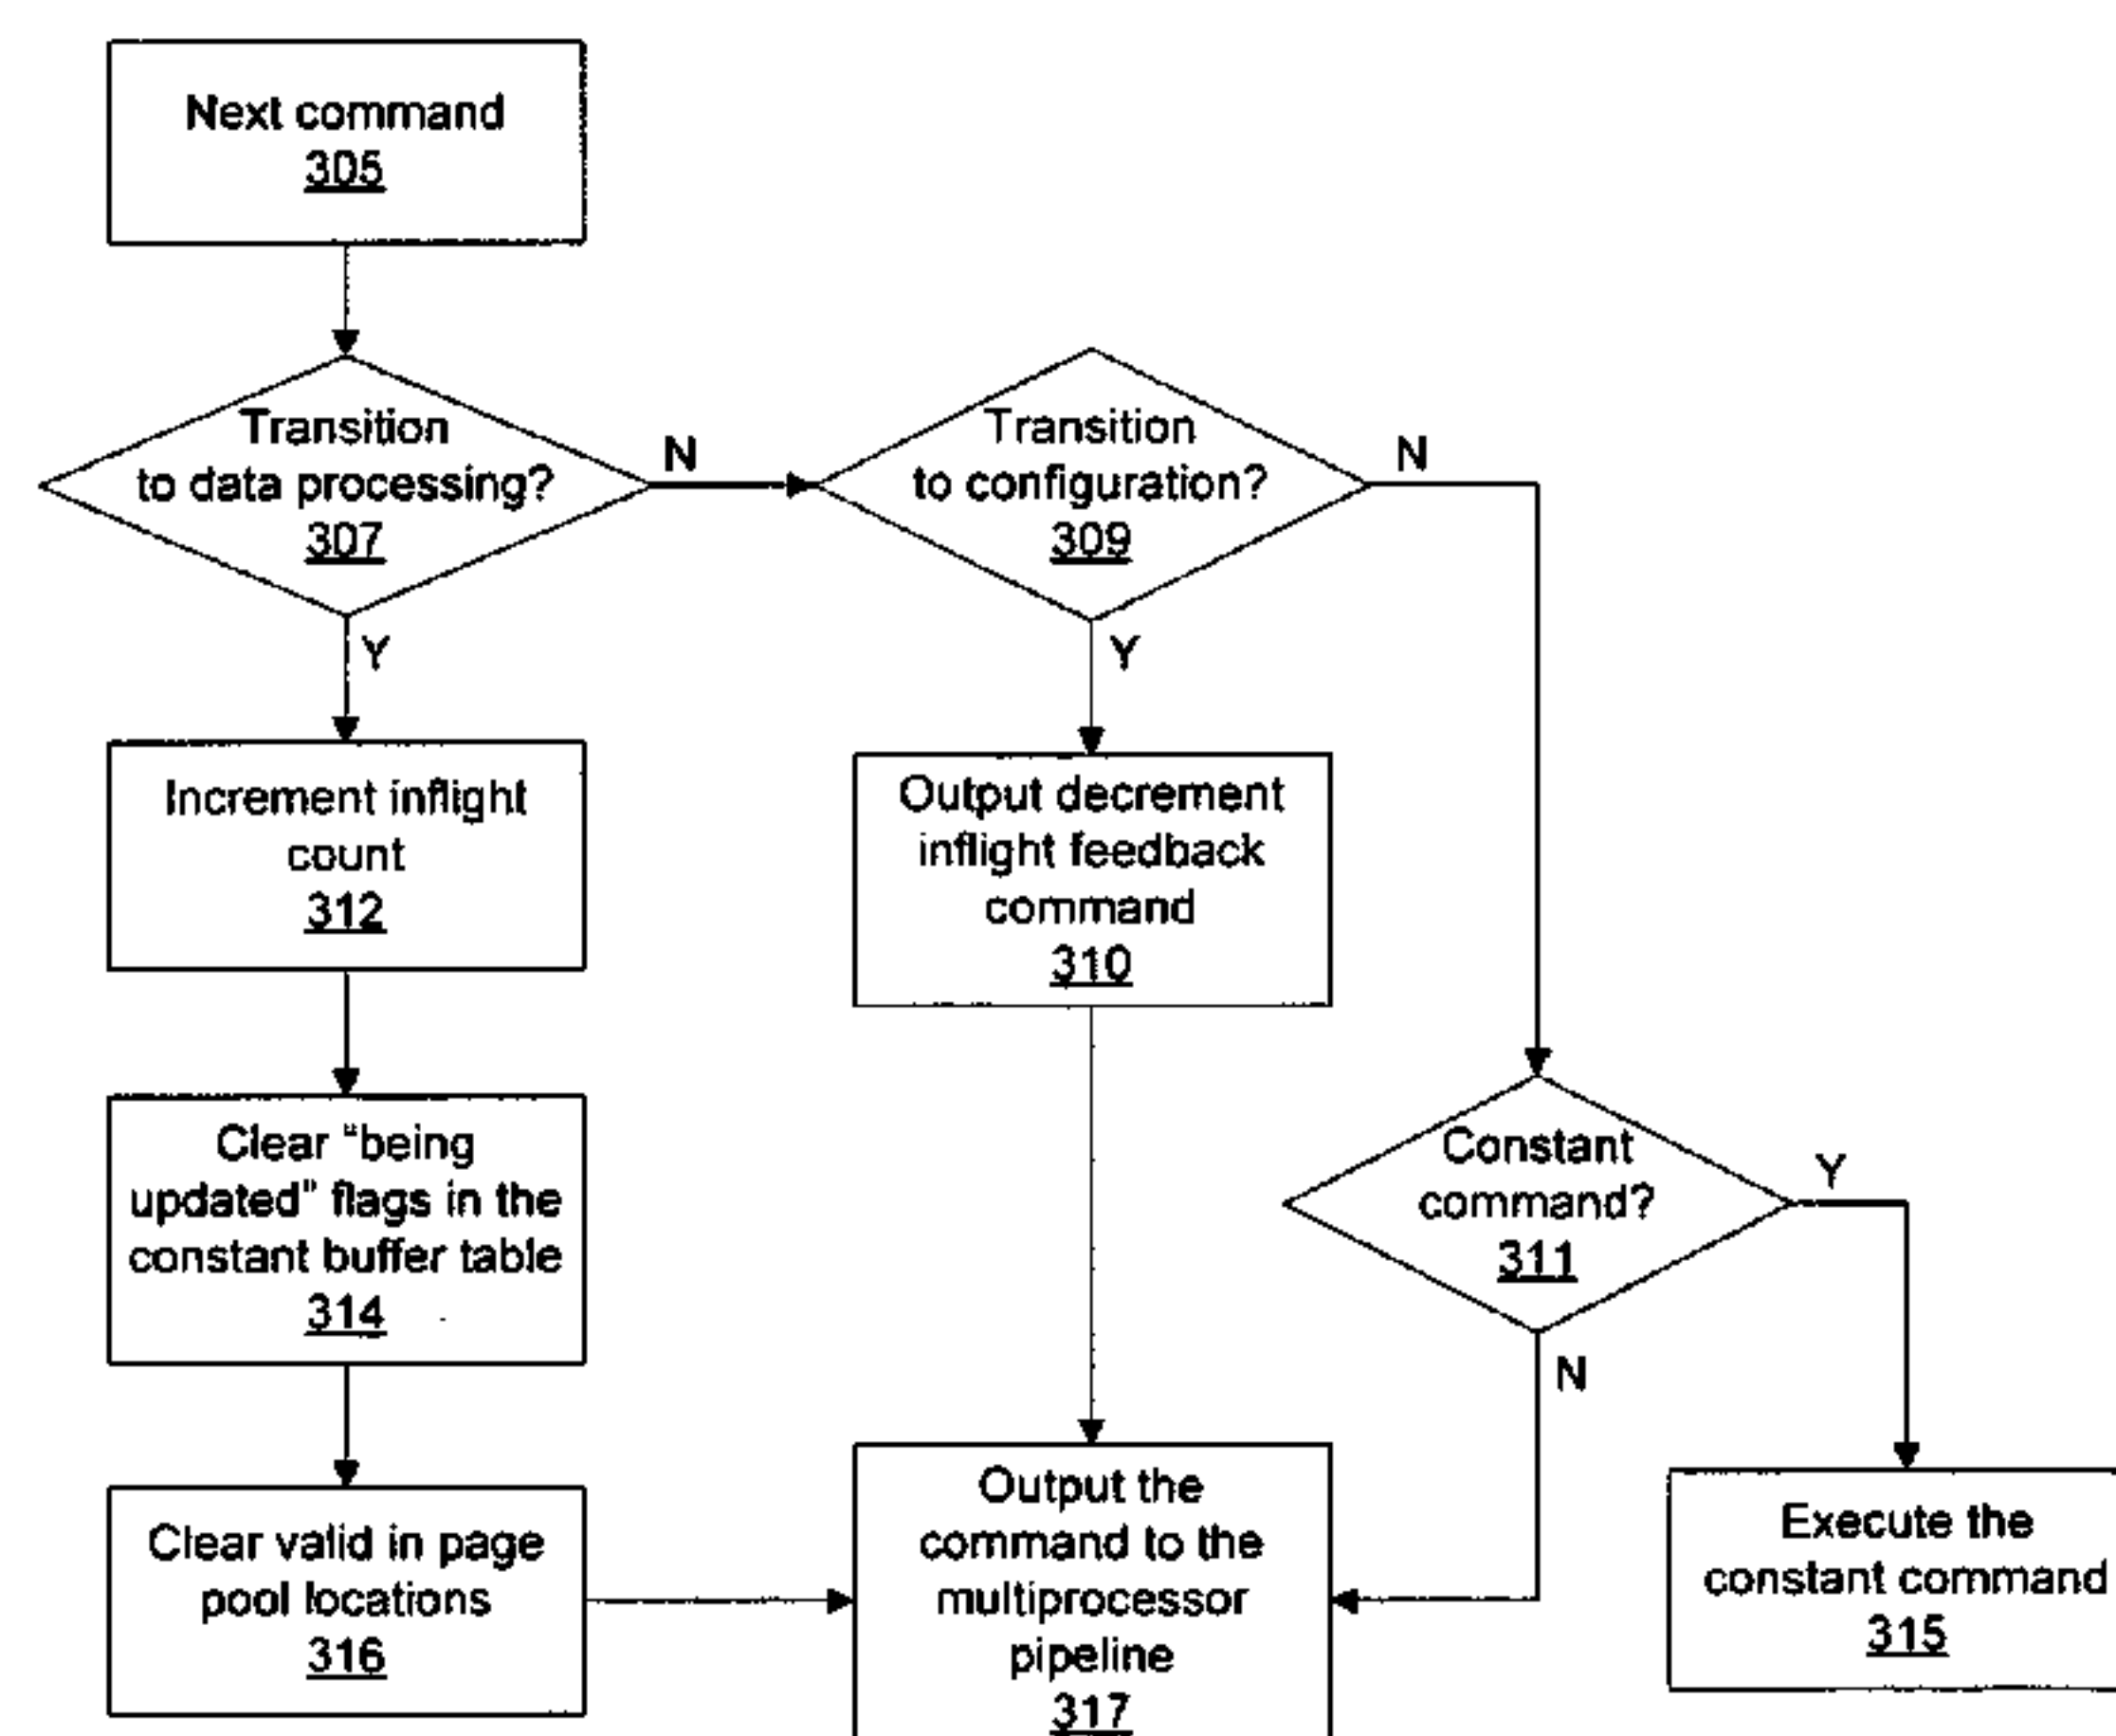 Next command
305
Transition
to data processing?
307
N
Transition
to configuration?
309
N
Y
Y
Increment inflight
count
312
Output decrement
inflight feedback
command
310
Clear "being
updated" flags in the
constant buffer table
314
Constant
command?
311
Y
N
Clear valid in page
pool locations
316
Output the
command to the
multiprocessor
pipeline
317
Execute the
constant command
315